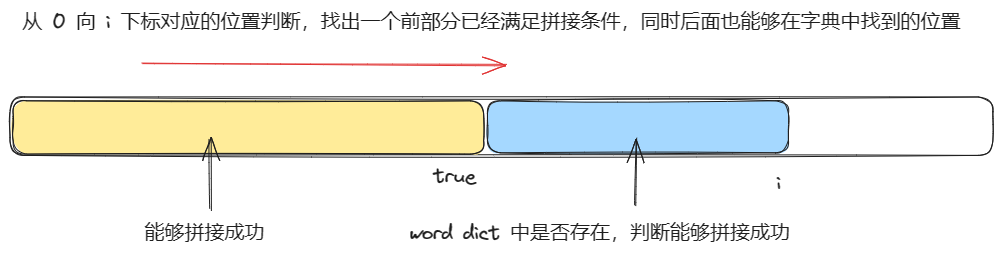 从 0 向 i 下标对应的位置判断，找出一个前部分已经满足拼接条件，同时后面也能够在字典中找到的位置
true
i
能够拼接成功
word dict 中是否存在，判断能够拼接成功